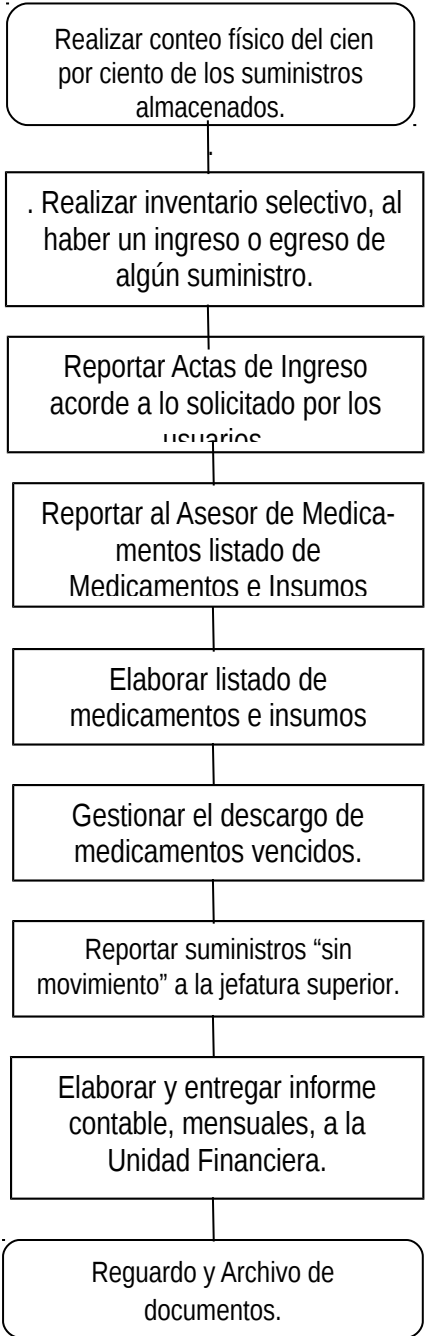 Realizar conteo físico del cien
por ciento de los suministros
almacenados.
.
. Realizar inventario selectivo, al
haber un ingreso o egreso de
algún suministro.
Reportar Actas de Ingreso
acorde a lo solicitado por los
usuarios
Reportar al Asesor de Medica-
mentos listado de
Medicamentos e Insumos
Elaborar listado de
medicamentos e insumos
Gestionar el descargo de
medicamentos vencidos.
Reportar suministros “sin
movimiento” a la jefatura superior.
Elaborar y entregar informe
contable, mensuales, a la
Unidad Financiera.
Reguardo y Archivo de
documentos.